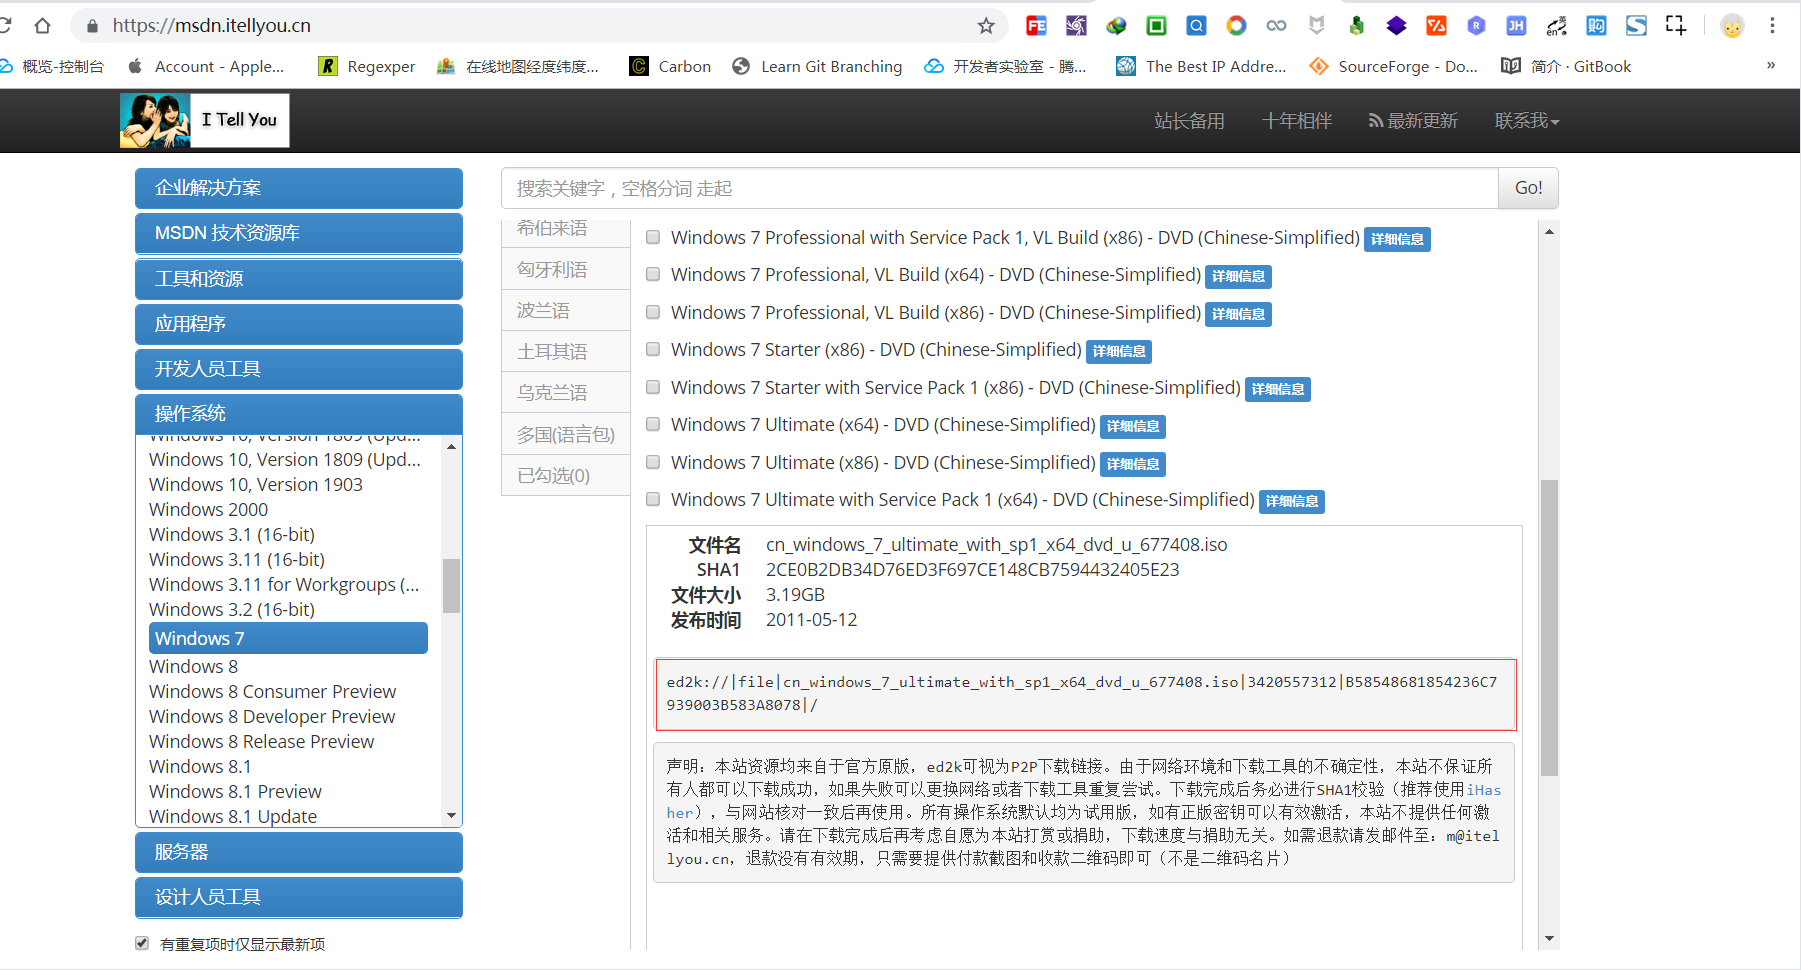 https://msdn.itellyou.cn
概览-控制台
Account - Apple...
Regexper
在线地图经度纬度...
Carbon
Learn Git Branching
开发者实验室 - 腾...
The Best IP Addre...
SourceForge - Do...
简介 · GitBook
»
I Tell You
站长备用
十年相伴
最新更新
联系我
企业解决方案
MSDN 技术资源库
工具和资源
应用程序
开发人员工具
操作系统
Windows 10, Version 1809 (Upd...
Windows 10, Version 1809 (Upd...
Windows 10, Version 1903
Windows 2000
Windows 3.1 (16-bit)
Windows 3.11 (16-bit)
Windows 3.11 for Workgroups (...
Windows 3.2 (16-bit)
Windows 7
Windows 8
Windows 8 Consumer Preview
Windows 8 Developer Preview
Windows 8 Release Preview
Windows 8.1
Windows 8.1 Preview
Windows 8.1 Update
服务器
设计人员工具
有重复项时仅显示最新项
搜索关键字，空格分词 走起
Go!
希伯来语
匈牙利语
波兰语
土耳其语
乌克兰语
多国(语言包)
已勾选(0)
Windows 7 Professional with Service Pack 1, VL Build (x86) - DVD (Chinese-Simplified) 详细信息
Windows 7 Professional, VL Build (x64) - DVD (Chinese-Simplified) 详细信息
Windows 7 Professional, VL Build (x86) - DVD (Chinese-Simplified) 详细信息
Windows 7 Starter (x86) - DVD (Chinese-Simplified) 详细信息
Windows 7 Starter with Service Pack 1 (x86) - DVD (Chinese-Simplified) 详细信息
Windows 7 Ultimate (x64) - DVD (Chinese-Simplified) 详细信息
Windows 7 Ultimate (x86) - DVD (Chinese-Simplified) 详细信息
Windows 7 Ultimate with Service Pack 1 (x64) - DVD (Chinese-Simplified) 详细信息
文件名 cn_windows_7_ultimate_with_sp1_x64_dvd_u_677408.iso
SHA1 2CE0B2DB34D76ED3F697CE148CB7594432405E23
文件大小 3.19GB
发布时间 2011-05-12
ed2k://|file|cn_windows_7_ultimate_with_sp1_x64_dvd_u_677408.iso|3420557312|B58548681854236C7
939003B583A8078|/
声明：本站资源均来自于官方原版，ed2k可视为P2P下载链接。由于网络环境和下载工具的不确定性，本站不保证所
有人都可以下载成功，如果失败可以更换网络或者下载工具重复尝试。下载完成后务必进行SHA1校验（推荐使用iHas
her），与网站核对一致后再使用。所有操作系统默认均为试用版，如有正版密钥可以有效激活，本站不提供任何激
活和相关服务。请在下载完成后再考虑自愿为本站打赏或捐助，下载速度与捐助无关。如需退款请发邮件至：m@itel
lyou.cn，退款没有有效期，只需要提供付款截图和收款二维码即可（不是二维码名片）